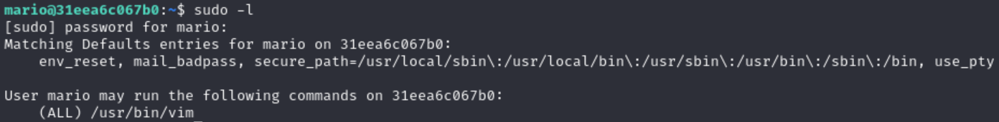 mario@31eea6c067b0:~$ sudo -l
[sudo] password for mario:
Matching Defaults entries for mario on 31eea6c067b0:
    env_reset, mail_badpass, secure_path=/usr/local/sbin\:/usr/local/bin\:/usr/sbin\:/usr/bin\:/sbin\:/bin, use_pty

User mario may run the following commands on 31eea6c067b0:
    (ALL) /usr/bin/vim